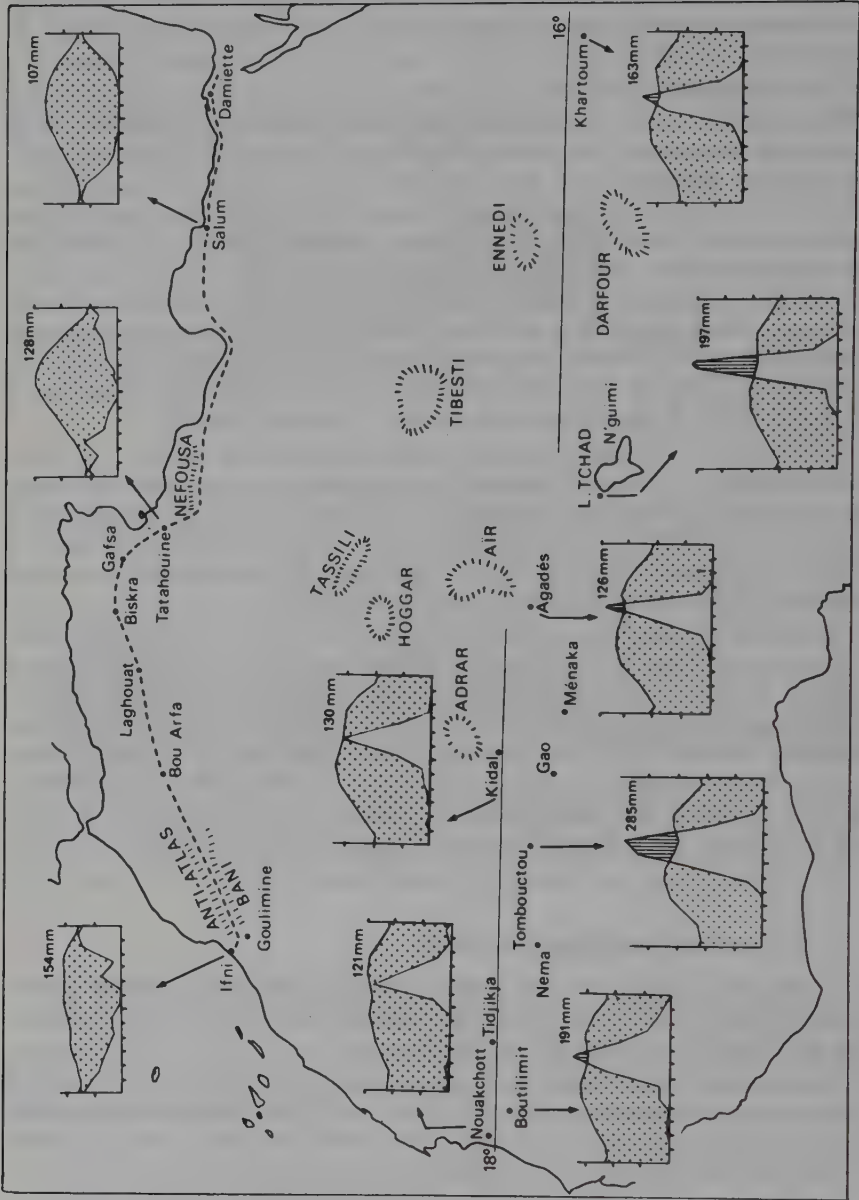 154mm
128mm
107mm
Ifni
Goulimine
ANTI ATLAS
BANI
Bou Arfa
Laghouat
Biskra
Gafsa
Tatahouine
NEFOUSA
Salum
Damiette
121mm
130mm
TASSILI
HOGGAR
ADRAR
AÏR
TIBESTI
ENNEDI
16°
18°
Nouakchott
Tidjikja
Kidal
Boutilimit
Nema
Tombouctou
Gao
Ménaka
Agadés
L. TCHAD
N'guimi
DARFOUR
Khartoum
191mm
285mm
126mm
197mm
163mm